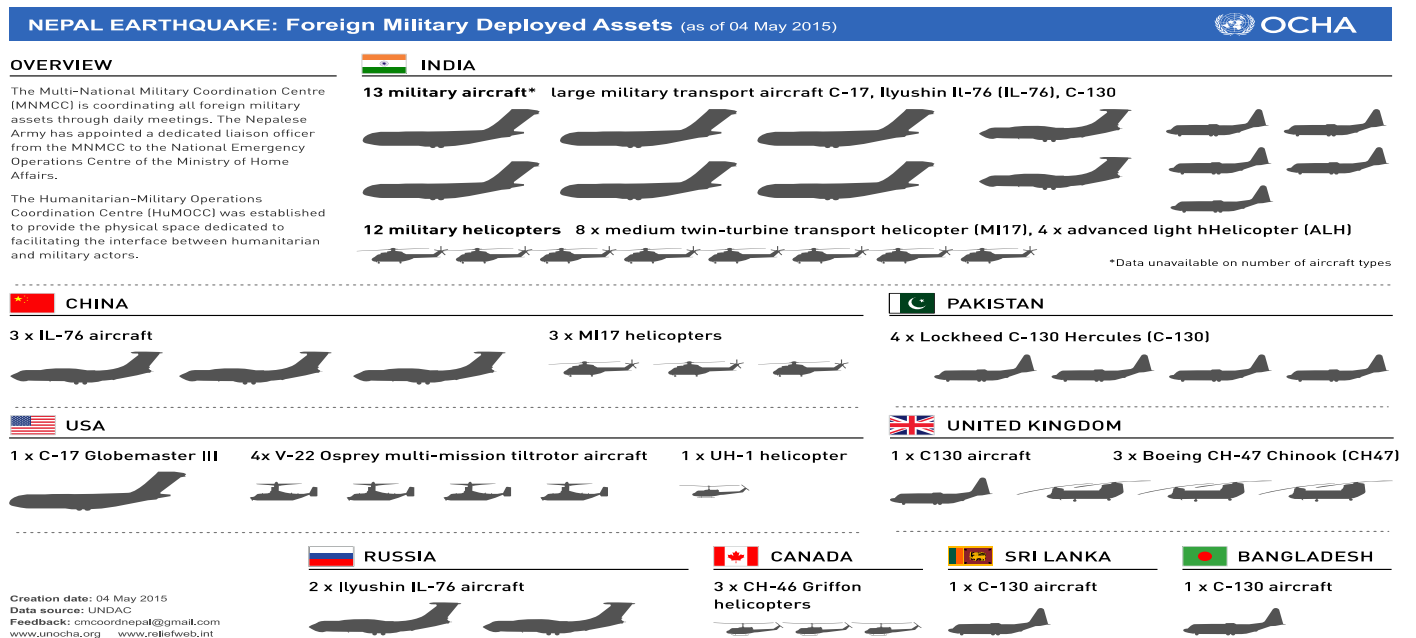 NEPAL EARTHQUAKE: Foreign Military Deployed Assets (as of 04 May 2015)
OCHA
OVERVIEW
The Multi-National Military Coordination Centre
(MNMCC) is coordinating all foreign military
assets through daily meetings. The Nepalese
Army has appointed a dedicated liaison officer
from the MNMCC to the National Emergency
Operations Centre of the Ministry of Home
Affairs.
The Humanitarian-Military Operations
Coordination Centre (HuMOCC) was established
to provide the physical space dedicated to
facilitating the interface between humanitarian
and military actors.
INDIA
13 military aircraft* large military transport aircraft C-17, Ilyushin Il-76 (IL-76), C-130
12 military helicopters 8 x medium twin-turbine transport helicopter (MI17), 4 x advanced light hHelicopter (ALH)
*Data unavailable on number of aircraft types
CHINA
3 x IL-76 aircraft 3 x MI17 helicopters
PAKISTAN
4 x Lockheed C-130 Hercules (C-130)
USA
1 x C-17 Globemaster III 4x V-22 Osprey multi-mission tiltrotor aircraft 1 x UH-1 helicopter
UNITED KINGDOM
1 x C130 aircraft 3 x Boeing CH-47 Chinook (CH47)
RUSSIA
2 x Ilyushin IL-76 aircraft
CANADA
3 x CH-46 Griffon
helicopters
SRI LANKA
1 x C-130 aircraft
BANGLADESH
1 x C-130 aircraft
Creation date: 04 May 2015
Data source: UNDAC
Feedback: cmcoordnepal@gmail.com
www.unocha.org www.reliefweb.int